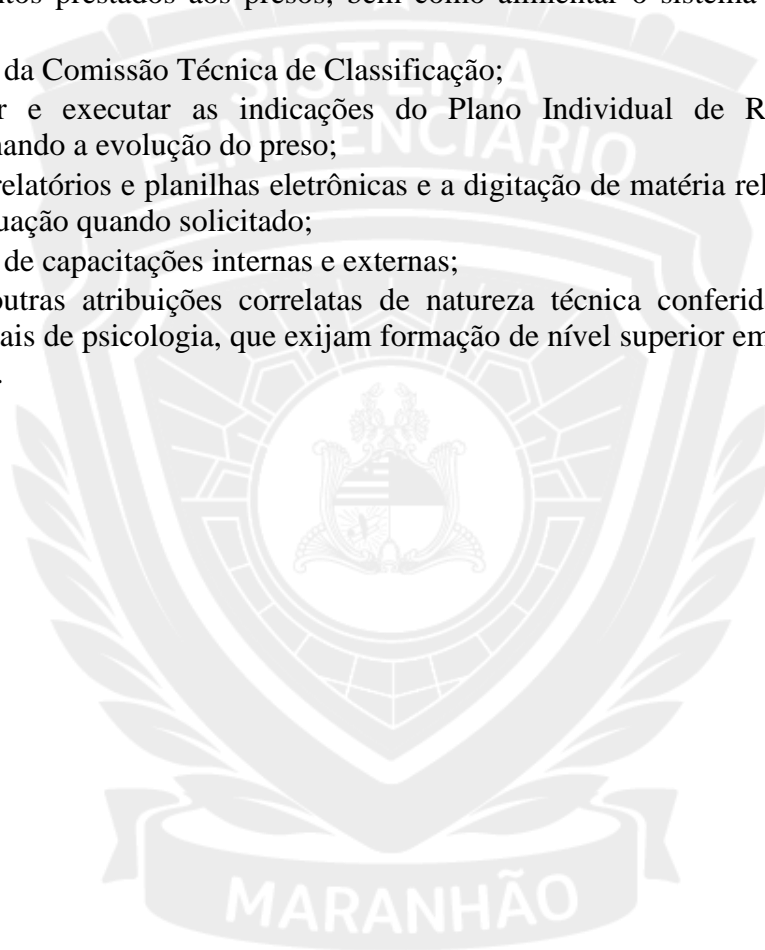 itos prestados aos presos, bem como alimentar o sistema
da Comissão Técnica de Classificação;
r e executar as indicações do Plano Individual de R
nando a evolução do preso;
relatórios e planilhas eletrônicas e a digitação de matéria rel
uação quando solicitado;
de capacitações internas e externas;
outras atribuições correlatas de natureza técnica conferid
ais de psicologia, que exijam formação de nível superior em
.
SISTEMA
PENITENCIÁRIO
MARANHÃO